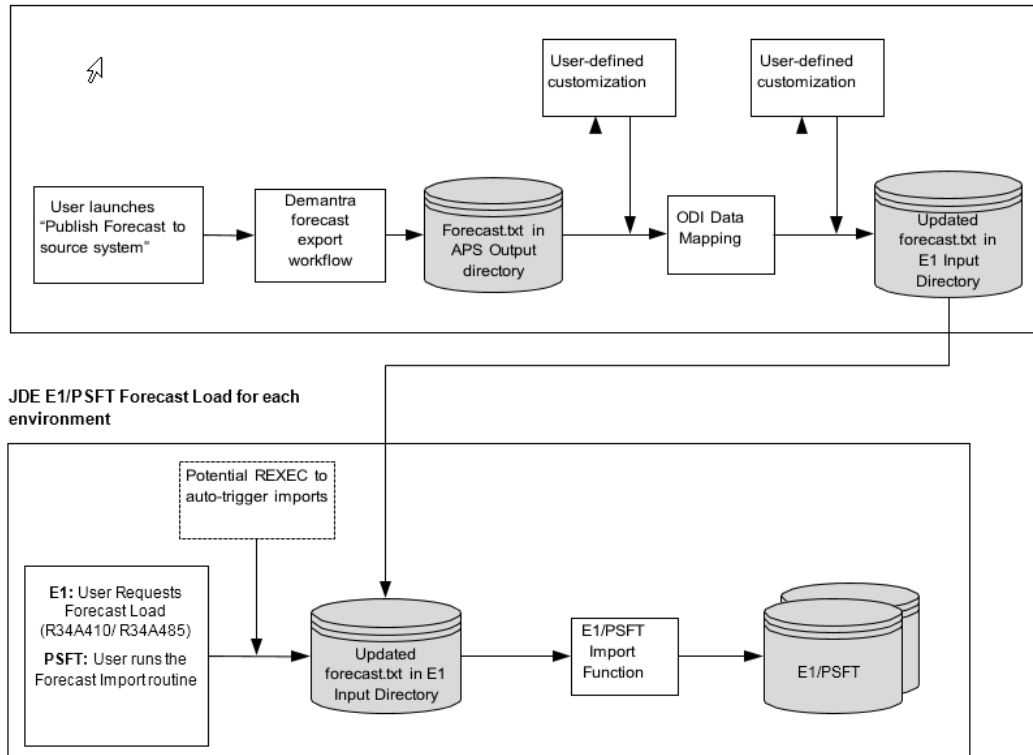 User-defined
customization
User-defined
customization
User launches
“Publish Forecast to
source system”
Demantra
forecast
export
workflow
Forecast.txt in
APS Output
directory
ODI Data
Mapping
Updated
forecast.txt in
E1 Input
Directory
JDE E1/PSFT Forecast Load for each
environment
Potential REXEC to
auto-trigger imports
E1: User Requests
Forecast Load
(R34A410/ R34A485)
PSFT: User runs the
Forecast Import routine
Updated
forecast.txt in E1
Input Directory
E1/PSFT
Import
Function
E1/PSFT